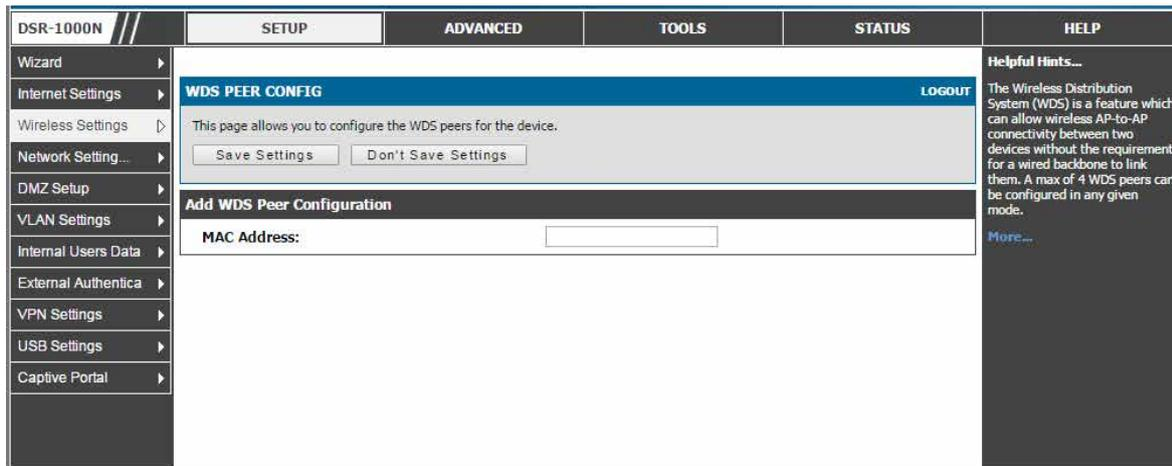 DSR-1000N
SETUP
ADVANCED
TOOLS
STATUS
HELP
Wizard
Internet Settings
Wireless Settings
Network Setting...
DMZ Setup
VLAN Settings
Internal Users Data
External Authentica
VPN Settings
USB Settings
Captive Portal
WDS PEER CONFIG
LOGOUT
This page allows you to configure the WDS peers for the device.
Save Settings
Don't Save Settings
Add WDS Peer Configuration
MAC Address:
Helpful Hints...
The Wireless Distribution
System (WDS) is a feature which
can allow wireless AP-to-AP
connectivity between two
devices without the requirement
for a wired backbone to link
them. A max of 4 WDS peers can
be configured in any given
mode.
More...